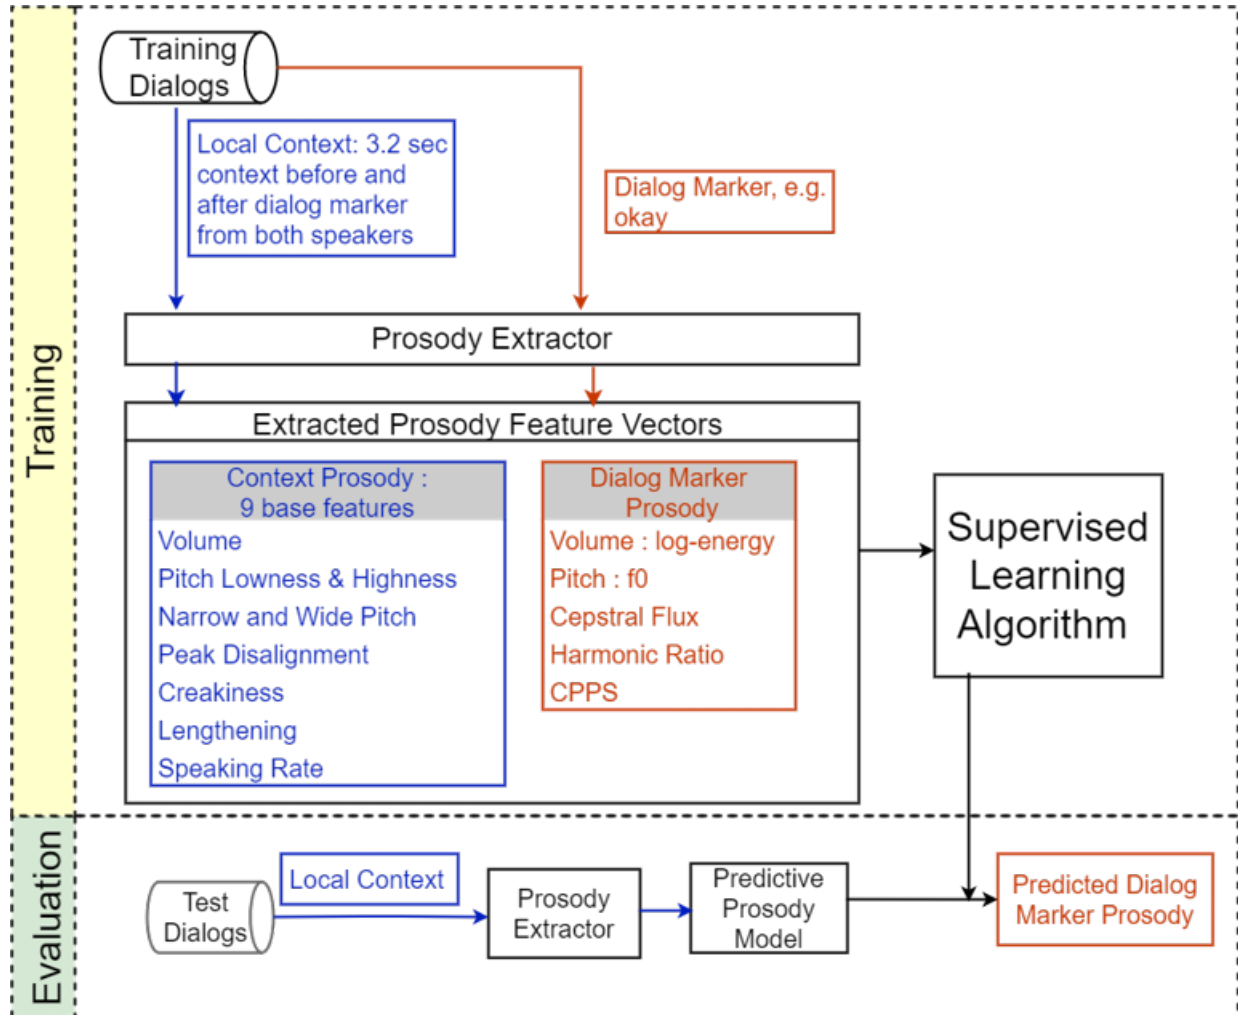 Training
Training
Dialogs
Local Context: 3.2 sec
context before and
after dialog marker
from both speakers
Dialog Marker, e.g.
okay
Prosody Extractor
Extracted Prosody Feature Vectors
Context Prosody :
9 base features
Volume
Pitch Lowness & Highness
Narrow and Wide Pitch
Peak Disalignment
Creakiness
Lengthening
Speaking Rate
Dialog Marker
Prosody
Volume : log-energy
Pitch : f0
Cepstral Flux
Harmonic Ratio
CPPS
Supervised
Learning
Algorithm
Evaluation
Test
Dialogs
Local Context
Prosody
Extractor
Predictive
Prosody
Model
Predicted Dialog
Marker Prosody